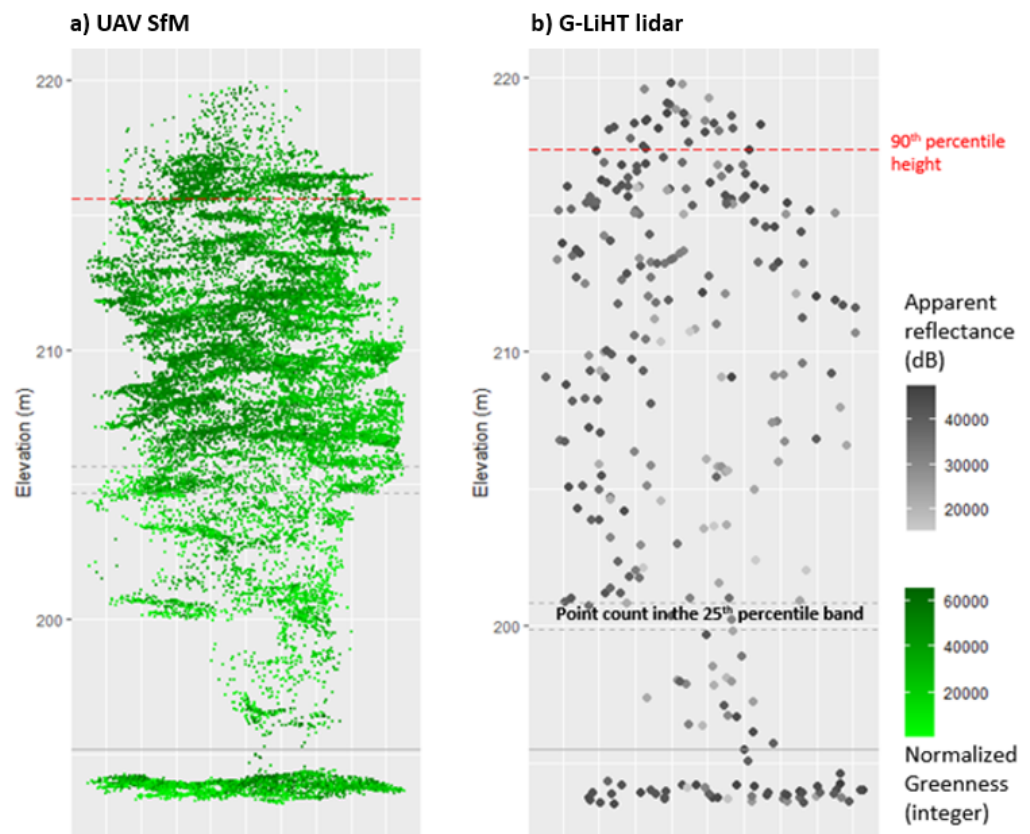 a) UAV SfM
b) G-LiHT lidar
220
210
200
Elevation (m)
220
210
200
Elevation (m)
90th percentile
height
Point count in the 25th percentile band
Apparent
reflectance
(dB)
40000
30000
20000
60000
40000
20000
Normalized
Greenness
(integer)